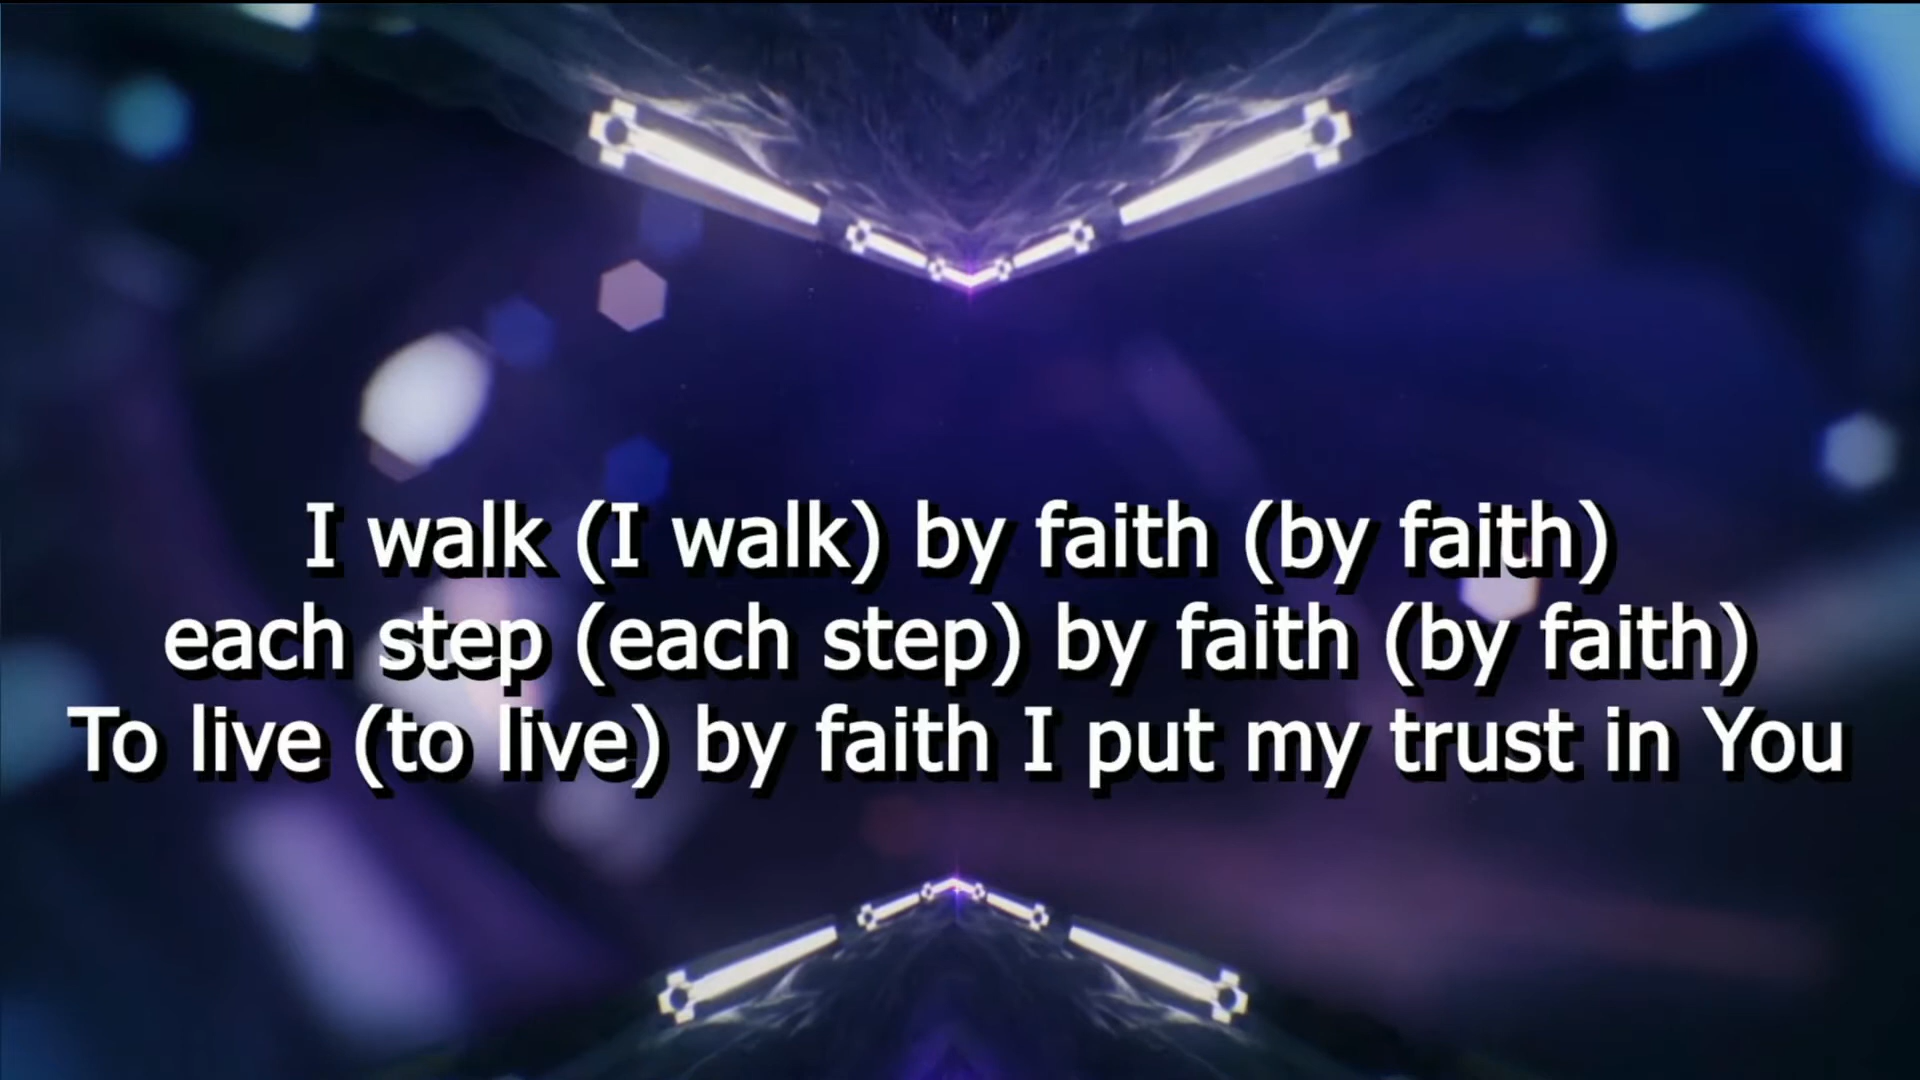 I walk (I walk) by faith (by faith)
each step (each step) by faith (by faith)
To live (to live) by faith I put my trust in You